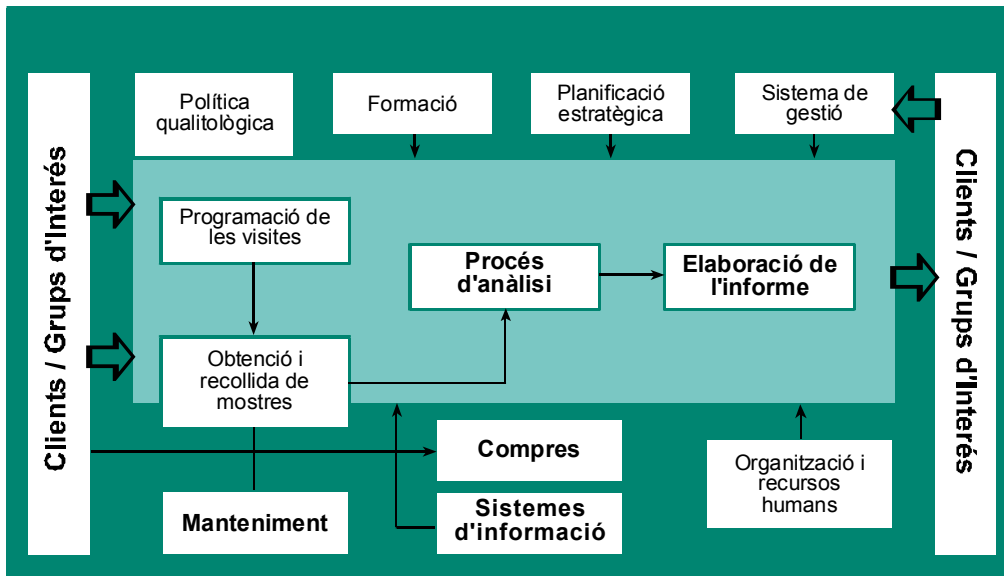 Clients / Grups d'Interés
Política
qualitològica
Formació
Planificació
estratègica
Sistema de
gestió
Programació de
les visites
Procés
d'anàlisi
Elaboració de
l'informe
Obtenció i
recollida de
mostres
Compres
Manteniment
Sistemes
d'informació
Organització i
recursos
humans
Clients / Grups d'Interés